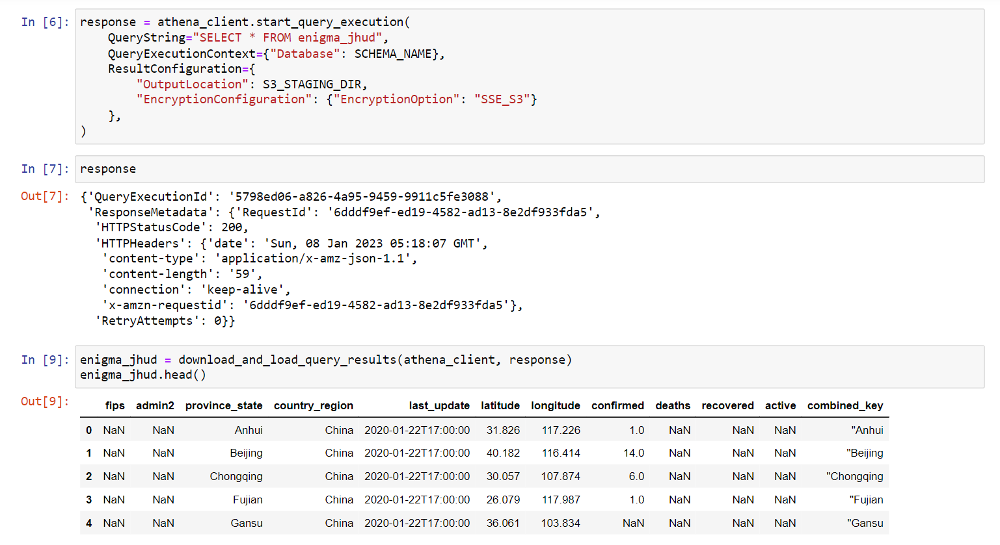 In [6]: response = athena_client.start_query_execution(
    QueryString="SELECT * FROM enigma_jhud",
    QueryExecutionContext={"Database": SCHEMA_NAME},
    ResultConfiguration={
        "OutputLocation": S3_STAGING_DIR,
        "EncryptionConfiguration": {"EncryptionOption": "SSE_S3"}
    },
)
In [7]: response
Out[7]: {'QueryExecutionId': '5798ed06-a826-4a95-9459-9911c5fe3088',
 'ResponseMetadata': {'RequestId': '6dddf9ef-ed19-4582-ad13-8e2df933fda5',
  'HTTPStatusCode': 200,
  'HTTPHeaders': {'date': 'Sun, 08 Jan 2023 05:18:07 GMT',
   'content-type': 'application/x-amz-json-1.1',
   'content-length': '59',
   'connection': 'keep-alive',
   'x-amzn-requestid': '6dddf9ef-ed19-4582-ad13-8e2df933fda5'},
  'RetryAttempts': 0}}
In [9]: enigma_jhud = download_and_load_query_results(athena_client, response)
enigma_jhud.head()
Out[9]:
fips admin2 province_state country_region last_update latitude longitude confirmed deaths recovered active combined_key
0 NaN NaN Anhui China 2020-01-22T17:00:00 31.826 117.226 1.0 NaN NaN NaN "Anhui
1 NaN NaN Beijing China 2020-01-22T17:00:00 40.182 116.414 14.0 NaN NaN NaN "Beijing
2 NaN NaN Chongqing China 2020-01-22T17:00:00 30.057 107.874 6.0 NaN NaN NaN "Chongqing
3 NaN NaN Fujian China 2020-01-22T17:00:00 26.079 117.987 1.0 NaN NaN NaN "Fujian
4 NaN NaN Gansu China 2020-01-22T17:00:00 36.061 103.834 NaN NaN NaN NaN "Gansu